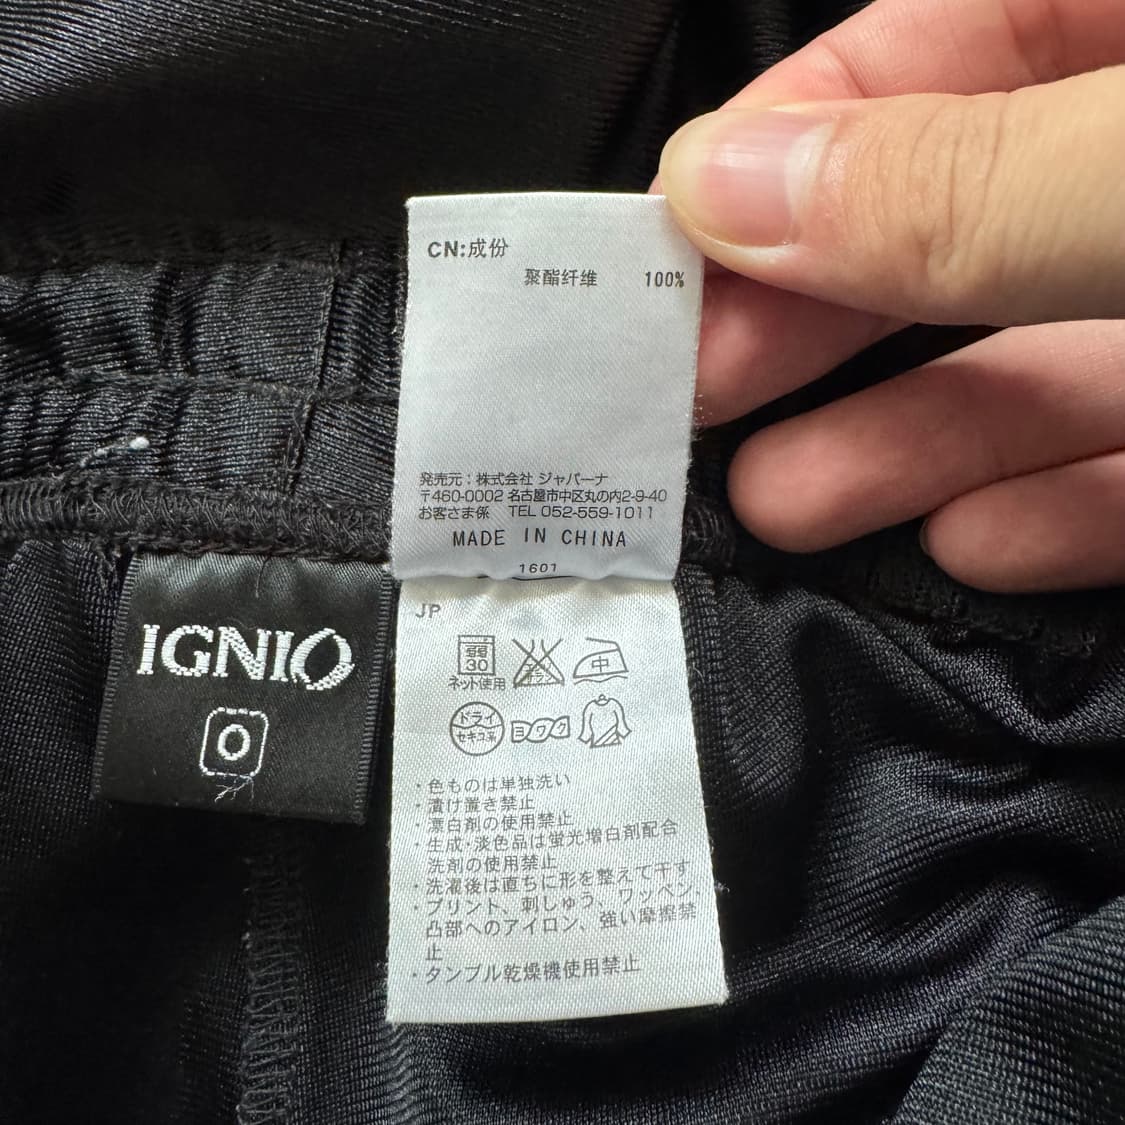 CN:成份
聚酯纤维 100%
発売元:株式会社 ジャパーナ
〒460-0002 名古屋市中区丸の内2-9-40
お客さま係 TEL 052-559-1011
MADE IN CHINA
1601
IGNIO
O
JP
弱
30
ネット使用
中
ドライ
セキユ系
ヨワク
・色ものは単独洗い
・漬け置き禁止
・漂白剤の使用禁止
・生成・淡色品は蛍光増白剤配合
洗剤の使用禁止
・洗濯後は直ちに形を整えて干す
・プリント、刺しゅう、ワッペン、
凸部へのアイロン、強い摩擦禁
止
・タンブル乾燥機使用禁止